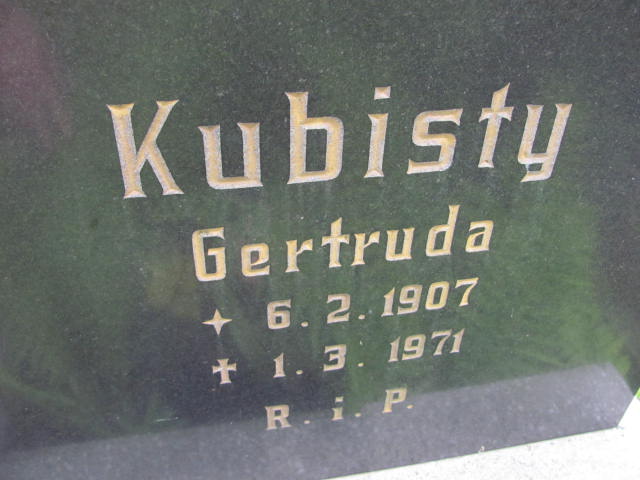 Kubisty
Gertruda
✦ 6.2.1907
✝ 1.3.1971
R.i.P.